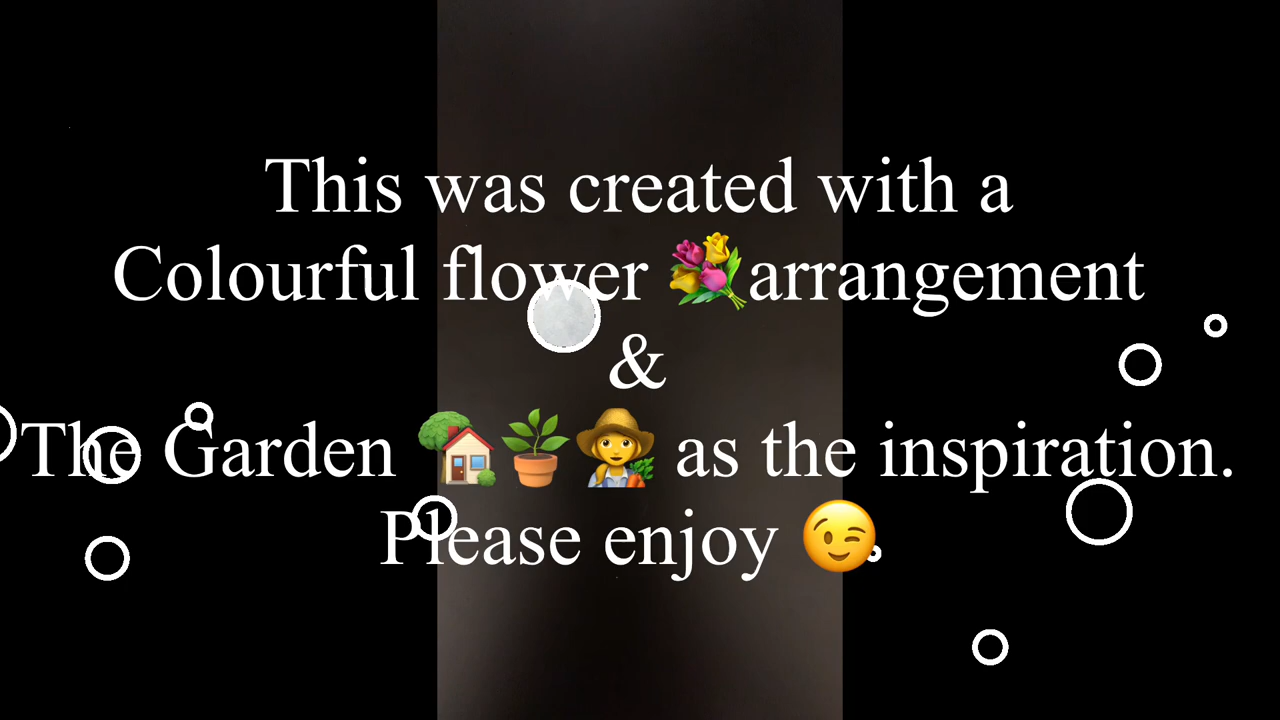 This was created with a
Colourful flower 💐arrangement
&
The Garden 🏡🪴👩‍🌾 as the inspiration.
Please enjoy 😉